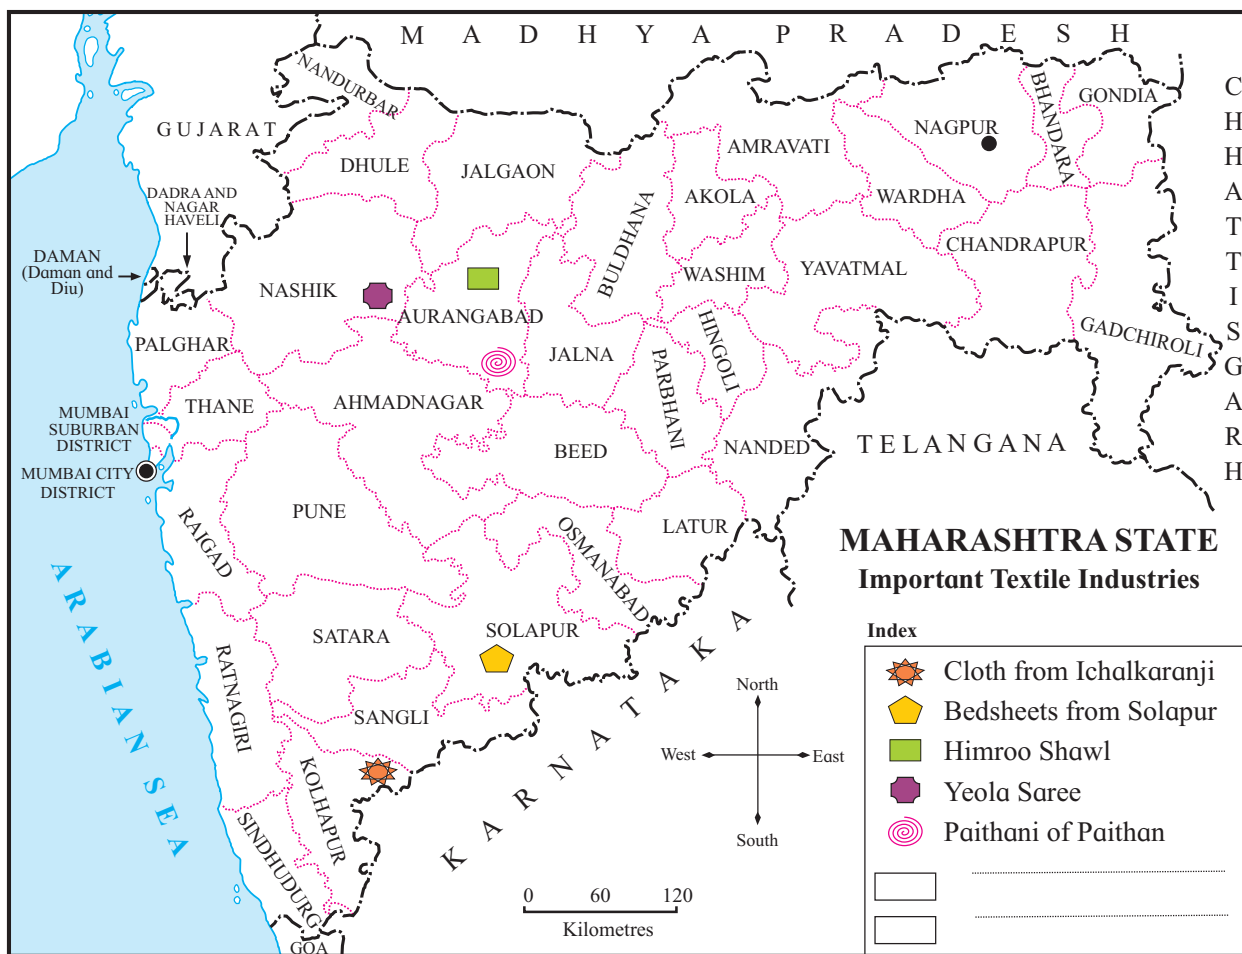 M A D H Y A P R A D E S H
CHHATTISGARH
GUJARAT
NANDURBAR
DHULE
JALGAON
BULDHANA
AKOLA
AMRAVATI
WASHIM
WARDHA
NAGPUR
BHANDARA
GONDIA
CHANDRAPUR
GADCHIROLI
YAVATMAL
DADRA AND
NAGAR
HAVELI
DAMAN
(Daman and
Diu)
NASHIK
AURANGABAD
JALNA
HINGOLI
PARBHANI
NANDED
PALGHAR
THANE
AHMADNAGAR
BEED
MUMBAI
SUBURBAN
DISTRICT
MUMBAI CITY
DISTRICT
RAIGAD
PUNE
OSMANABAD
LATUR
TELANGANA
SATARA
SOLAPUR
RATNAGIRI
SANGLI
KOLHAPUR
SINDHUDURG
GOA
ARABIAN SEA
KARNATAKA
MAHARASHTRA STATE
Important Textile Industries
Index
Cloth from Ichalkaranji
Bedsheets from Solapur
Himroo Shawl
Yeola Saree
Paithani of Paithan
North
West
East
South
0 60 120
Kilometres